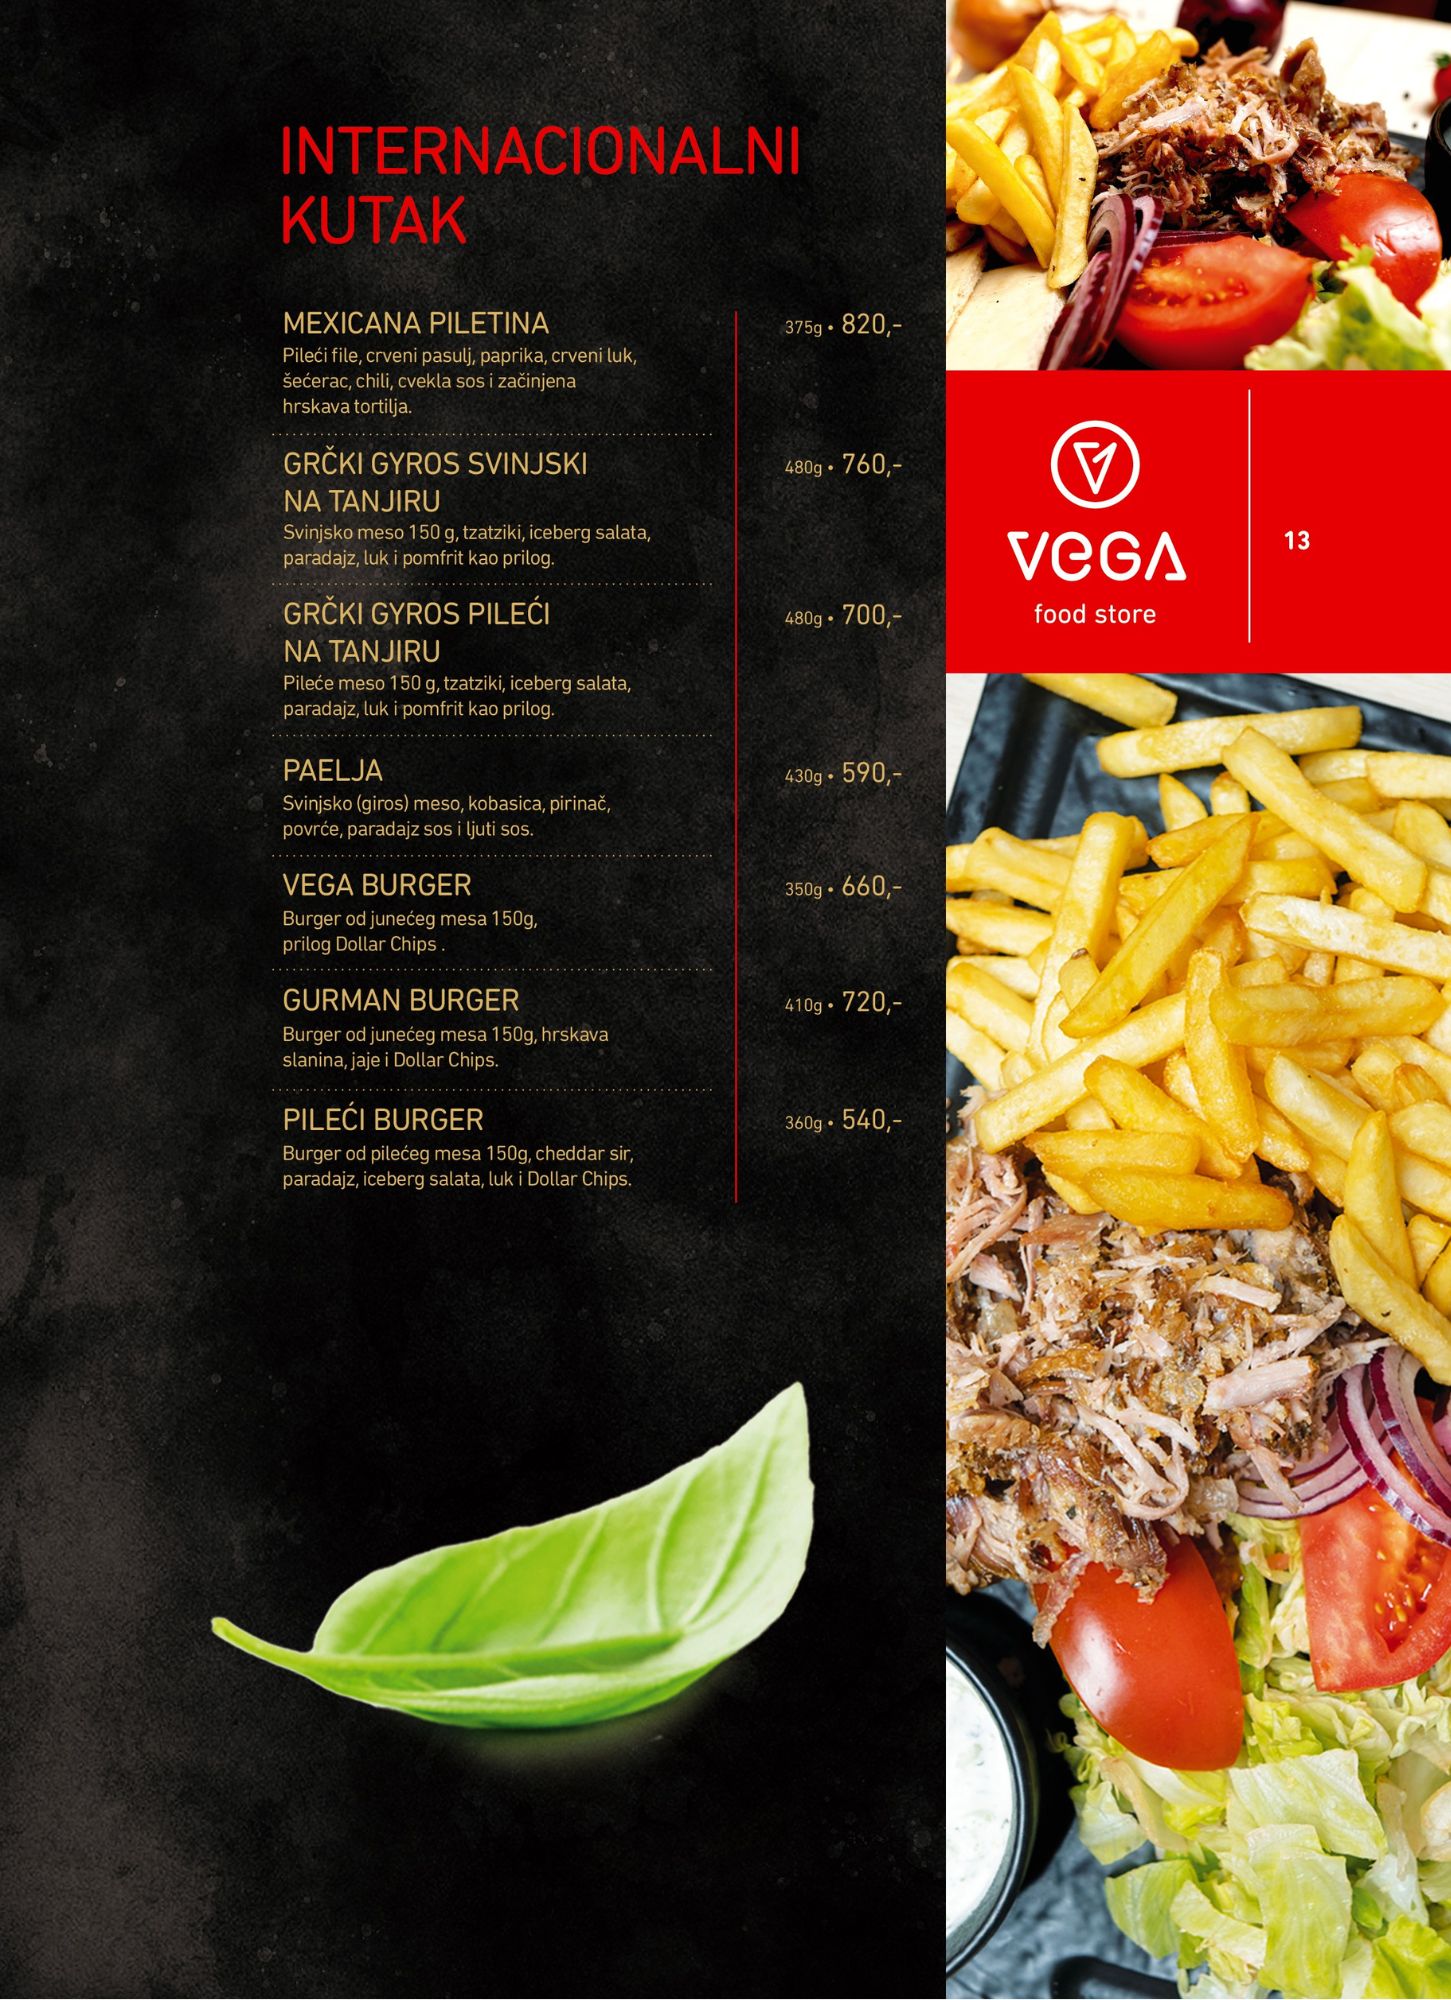 INTERNACIONALNI
KUTAK
MEXICANA PILETINA 375g • 820,-
Pileći file, crveni pasulj, paprika, crveni luk,
šećerac, chili, cvekla sos i začinjena
hrskava tortilja.
GRČKI GYROS SVINJSKI 480g • 760,-
NA TANJIRU
Svinjsko meso 150 g, tzatziki, iceberg salata,
paradajz, luk i pomfrit kao prilog.
GRČKI GYROS PILEĆI 480g • 700,-
NA TANJIRU
Pileće meso 150 g, tzatziki, iceberg salata,
paradajz, luk i pomfrit kao prilog.
PAELJA 430g • 590,-
Svinjsko (giros) meso, kobasica, pirinač,
povrće, paradajz sos i ljuti sos.
VEGA BURGER 350g • 660,-
Burger od junećeg mesa 150g,
prilog Dollar Chips .
GURMAN BURGER 410g • 720,-
Burger od junećeg mesa 150g, hrskava
slanina, jaje i Dollar Chips.
PILEĆI BURGER 360g • 540,-
Burger od pilećeg mesa 150g, cheddar sir,
paradajz, iceberg salata, luk i Dollar Chips.
VeGA
food store
13